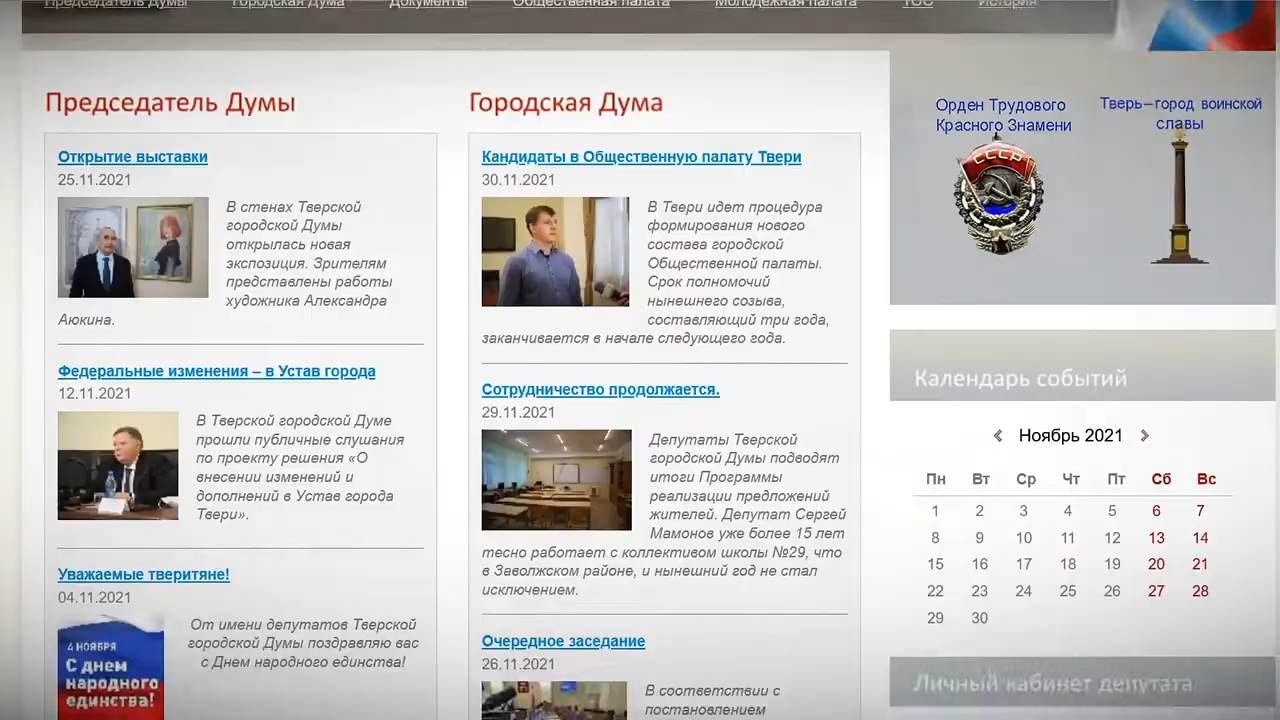 Председатель Думы
Городская Дума
Документы
Общественная палата
Молодежная палата
ТОС
История
Председатель Думы
Открытие выставки
25.11.2021
В стенах Тверской
городской Думы
открылась новая
экспозиция. Зрителям
представлены работы
художника Александра
Аюкина.
Федеральные изменения – в Устав города
12.11.2021
В Тверской городской Думе
прошли публичные слушания
по проекту решения «О
внесении изменений и
дополнений в Устав города
Твери».
Уважаемые тверитяне!
04.11.2021
4 НОЯБРЯ
С днем
народного
единства!
От имени депутатов Тверской
городской Думы поздравляю вас
с Днем народного единства!
Городская Дума
Кандидаты в Общественную палату Твери
30.11.2021
В Твери идет процедура
формирования нового
состава городской
Общественной палаты.
Срок полномочий
нынешнего созыва,
составляющий три года,
заканчивается в начале следующего года.
Сотрудничество продолжается.
29.11.2021
Депутаты Тверской
городской Думы подводят
итоги Программы
реализации предложений
жителей. Депутат Сергей
Мамонов уже более 15 лет
тесно работает с коллективом школы №29, что
в Заволжском районе, и нынешний год не стал
исключением.
Очередное заседание
26.11.2021
В соответствии с
постановлением
Орден Трудового
Красного Знамени
СССР
Тверь–город воинской
славы
Календарь событий
Ноябрь 2021
Пн Вт Ср Чт Пт Сб Вс
1 2 3 4 5 6 7
8 9 10 11 12 13 14
15 16 17 18 19 20 21
22 23 24 25 26 27 28
29 30
Личный кабинет депутата